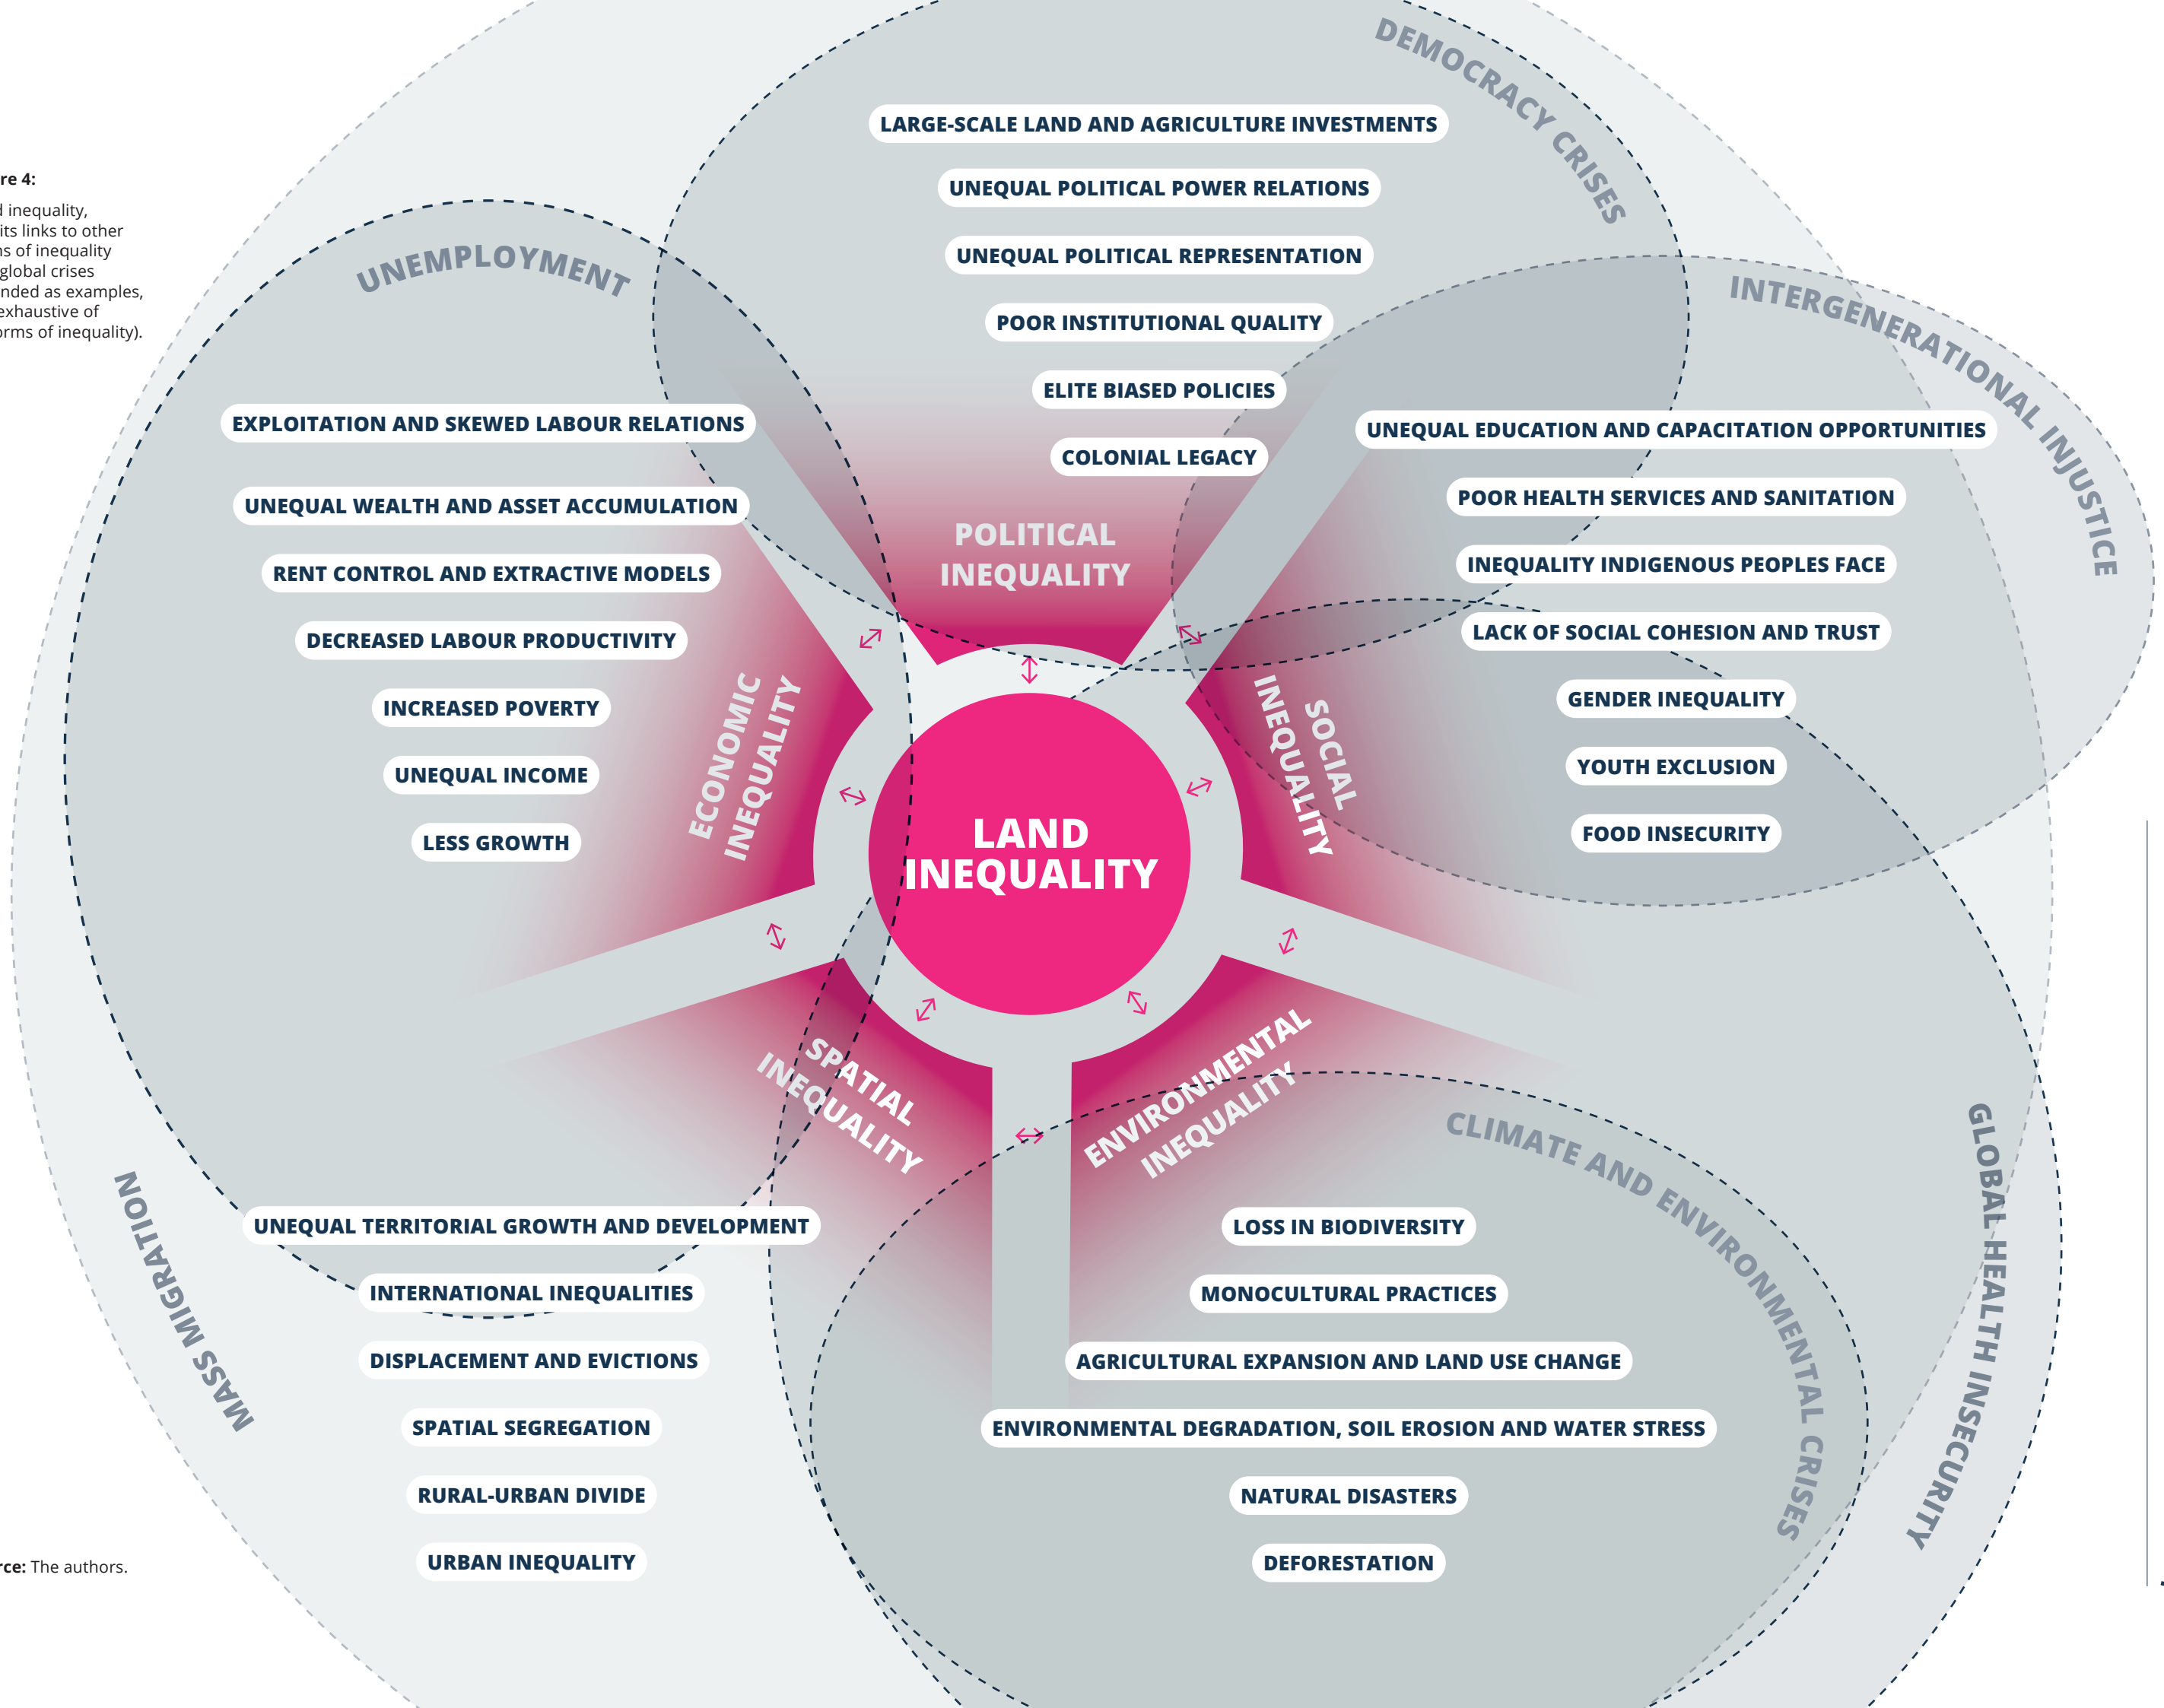 re 4:
inequality,
its links to other
s of inequality
global crises
nded as examples,
exhaustive of
orms of inequality).
DEMOCRACY CRISES
LARGE-SCALE LAND AND AGRICULTURE INVESTMENTS
UNEQUAL POLITICAL POWER RELATIONS
UNEQUAL POLITICAL REPRESENTATION
POOR INSTITUTIONAL QUALITY
ELITE BIASED POLICIES
COLONIAL LEGACY
POLITICAL
INEQUALITY
UNEMPLOYMENT
EXPLOITATION AND SKEWED LABOUR RELATIONS
UNEQUAL WEALTH AND ASSET ACCUMULATION
RENT CONTROL AND EXTRACTIVE MODELS
DECREASED LABOUR PRODUCTIVITY
INCREASED POVERTY
UNEQUAL INCOME
LESS GROWTH
ECONOMIC
INEQUALITY
INTERGENERATIONAL INJUSTICE
UNEQUAL EDUCATION AND CAPACITATION OPPORTUNITIES
POOR HEALTH SERVICES AND SANITATION
INEQUALITY INDIGENOUS PEOPLES FACE
LACK OF SOCIAL COHESION AND TRUST
GENDER INEQUALITY
YOUTH EXCLUSION
FOOD INSECURITY
SOCIAL
INEQUALITY
LAND
INEQUALITY
SPATIAL
INEQUALITY
UNEQUAL TERRITORIAL GROWTH AND DEVELOPMENT
INTERNATIONAL INEQUALITIES
DISPLACEMENT AND EVICTIONS
SPATIAL SEGREGATION
RURAL-URBAN DIVIDE
URBAN INEQUALITY
MASS MIGRATION
ENVIRONMENTAL
INEQUALITY
CLIMATE AND ENVIRONMENTAL CRISES
LOSS IN BIODIVERSITY
MONOCULTURAL PRACTICES
AGRICULTURAL EXPANSION AND LAND USE CHANGE
ENVIRONMENTAL DEGRADATION, SOIL EROSION AND WATER STRESS
NATURAL DISASTERS
DEFORESTATION
GLOBAL HEALTH INSECURITY
rce: The authors.